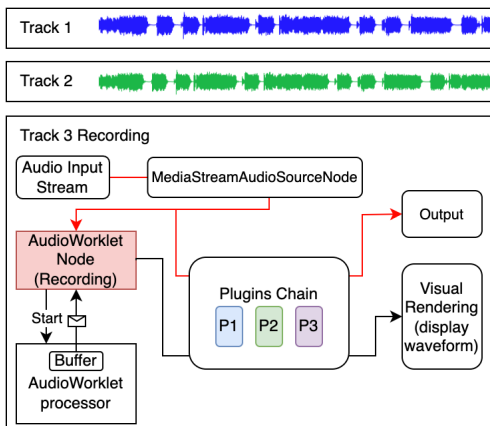 Track 1
Track 2
Track 3 Recording
Audio Input
Stream
MediaStreamAudioSourceNode
Output
AudioWorklet
Node
(Recording)
Plugins Chain
P1 P2 P3
Visual
Rendering
(display
waveform)
Start
Buffer
AudioWorklet
processor